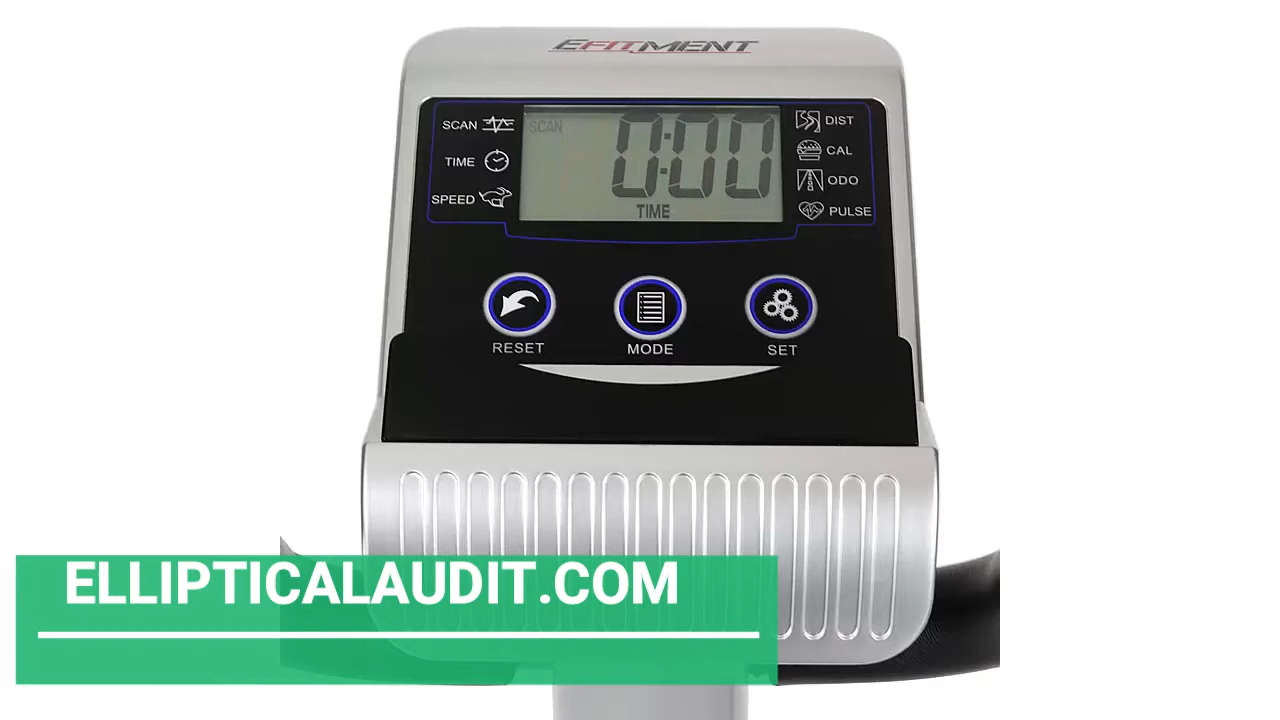 EFITMENT
SCAN
TIME
SPEED
SCAN
0:00
TIME
DIST
CAL
ODO
PULSE
RESET
MODE
SET
ELLIPTICALAUDIT.COM